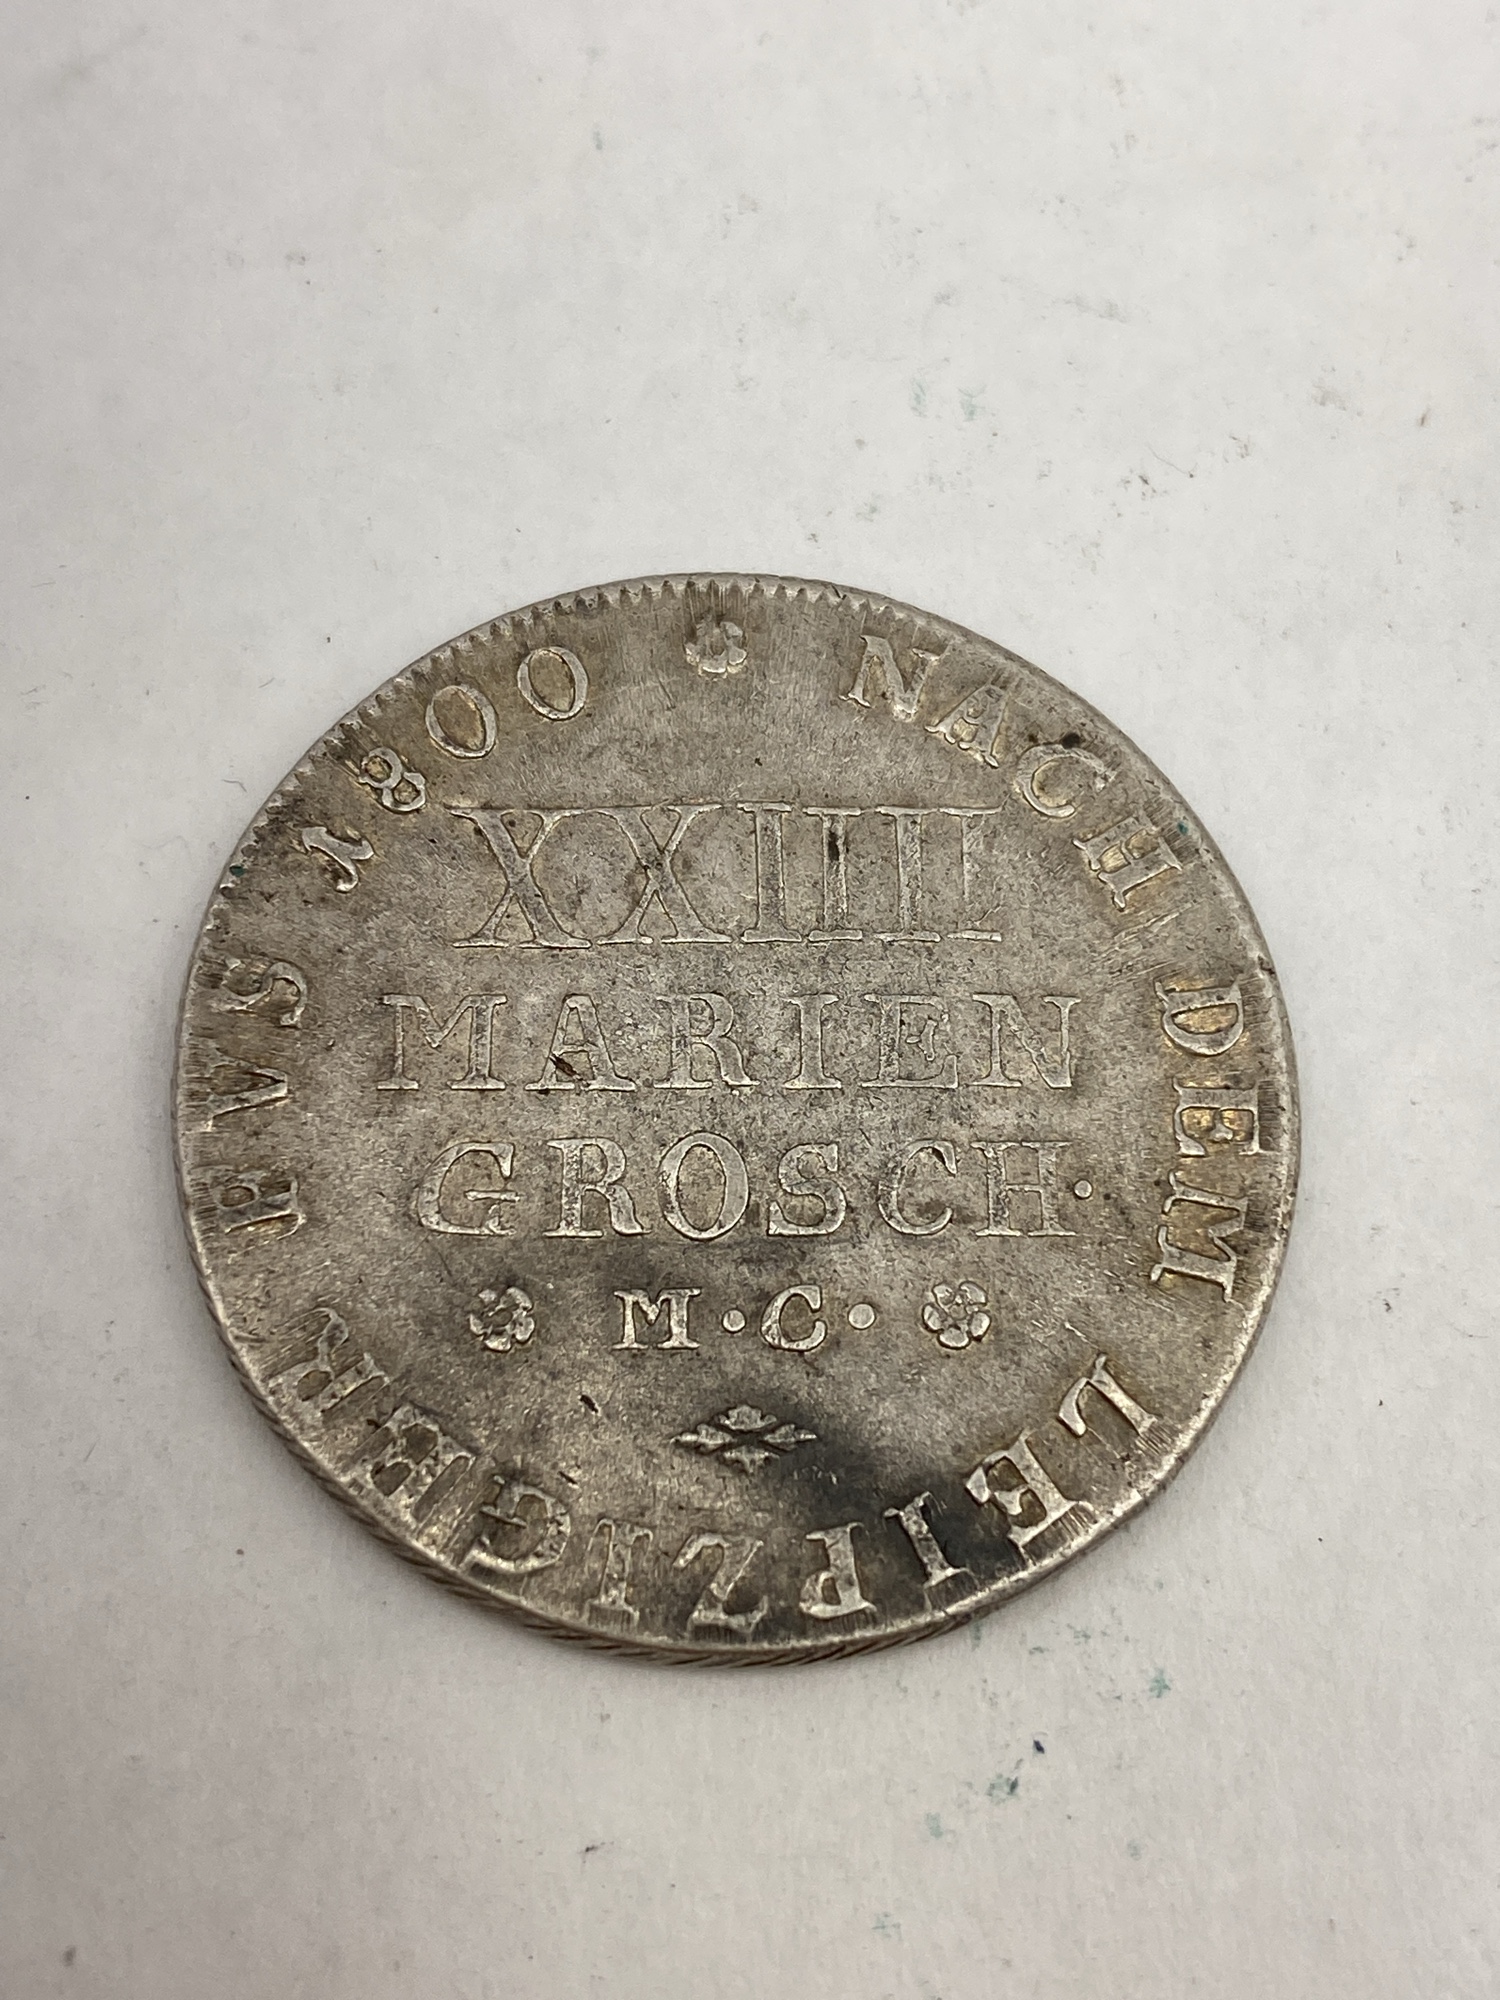 NACH DEM LEIPZIGER FVS 1800
XXIIII
MARIEN
GROSCH·
M·C·